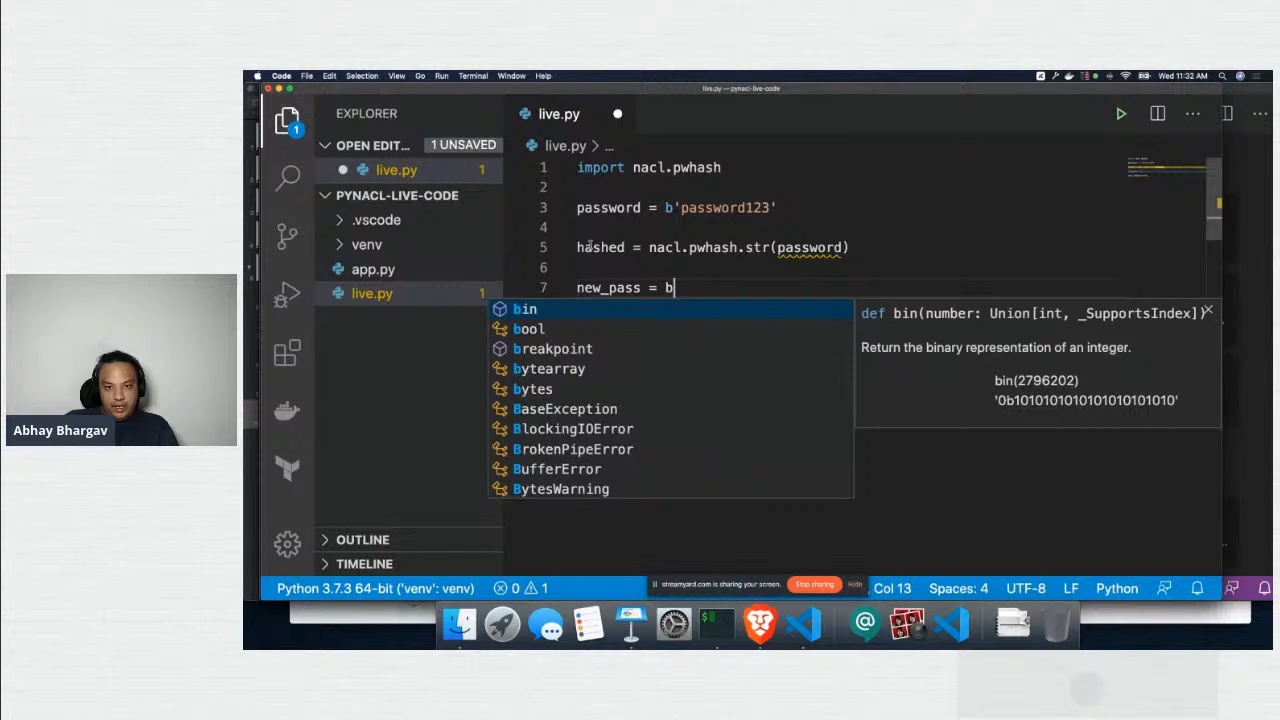 Code File Edit Selection View Go Run Terminal Window Help
Wed 11:32 AM
live.py — pynacl-live-code
EXPLORER
live.py
OPEN EDIT... 1 UNSAVED
live.py > ...
live.py 1
PYNACL-LIVE-CODE
.vscode
venv
app.py
live.py 1
1 import nacl.pwhash
2
3 password = b'password123'
4
5 hashed = nacl.pwhash.str(password)
6
7 new_pass = b
bin
bool
breakpoint
bytearray
bytes
BaseException
BlockingIOError
BrokenPipeError
BufferError
BytesWarning
def bin(number: Union[int, _SupportsIndex])
Return the binary representation of an integer.
bin(2796202)
'0b1010101010101010101010'
Abhay Bhargav
OUTLINE
TIMELINE
streamyard.com is sharing your screen. Stop sharing Hide
Python 3.7.3 64-bit ('venv': venv) 0 1 , Col 13 Spaces: 4 UTF-8 LF Python